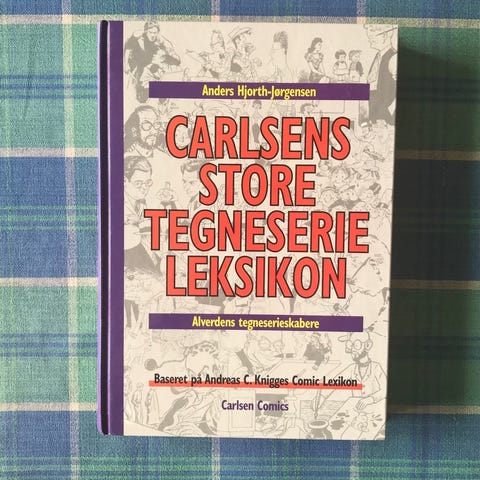 Anders Hjorth-Jørgensen
CARLSENS
STORE
TEGNESERIE
LEKSIKON
Alverdens tegneserieskabere
Baseret på Andreas C. Knigges Comic Lexikon
Carlsen Comics